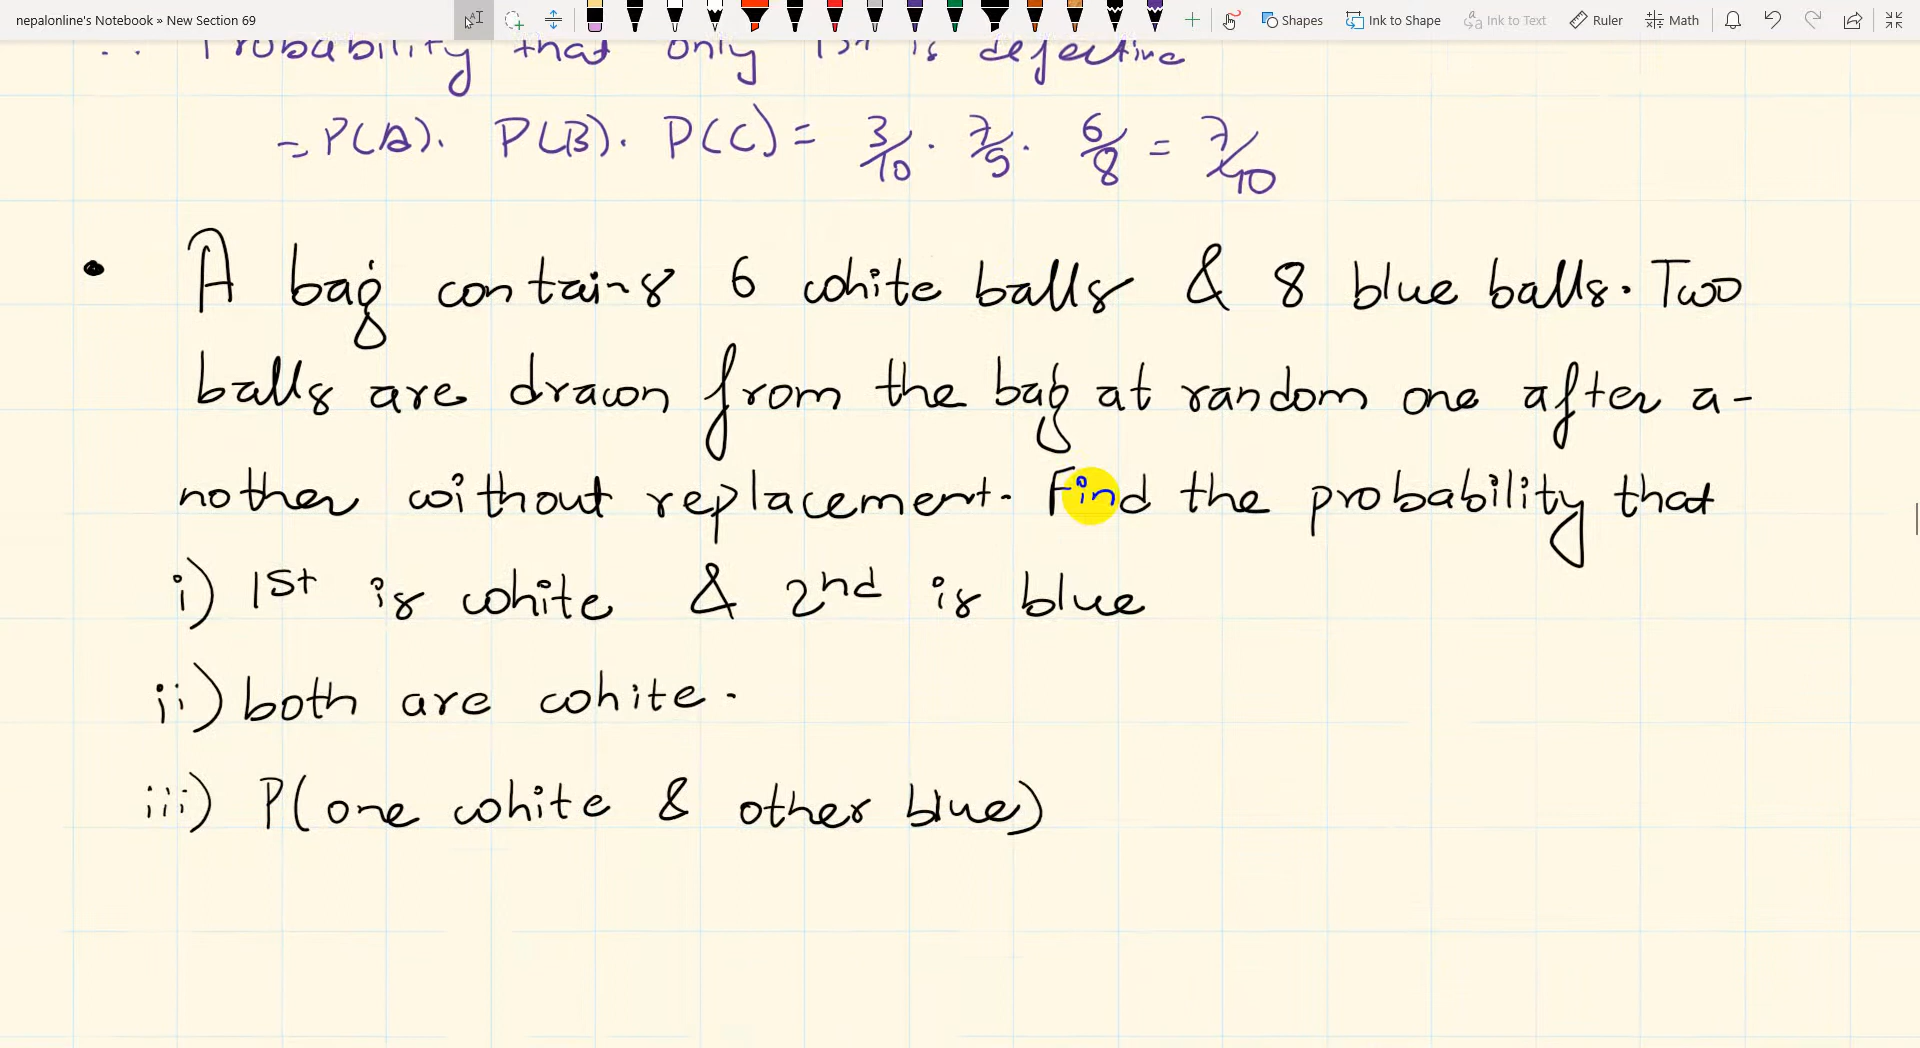 nepalonline's Notebook » New Section 69
Shapes Ink to Shape Ink to Text Ruler Math
∴ Probability that only 1st is defective
= P(A). P(B). P(C) = 3/10 . 7/9 . 6/8 = 7/40
• A bag contains 6 white balls & 8 blue balls. Two
balls are drawn from the bag at random one after a-
nother without replacement. Find the probability that
i) 1st is white & 2nd is blue
ii) both are white.
iii) P(one white & other blue)